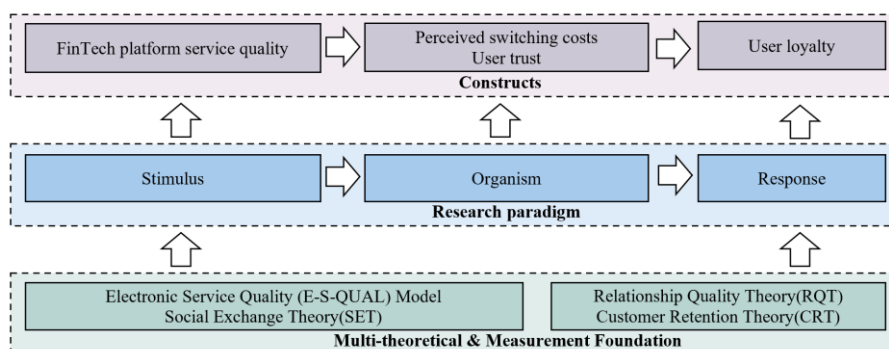 FinTech platform service quality
Perceived switching costs
User trust
User loyalty
Constructs
Stimulus
Organism
Response
Research paradigm
Electronic Service Quality (E-S-QUAL) Model
Social Exchange Theory(SET)
Relationship Quality Theory(RQT)
Customer Retention Theory(CRT)
Multi-theoretical & Measurement Foundation